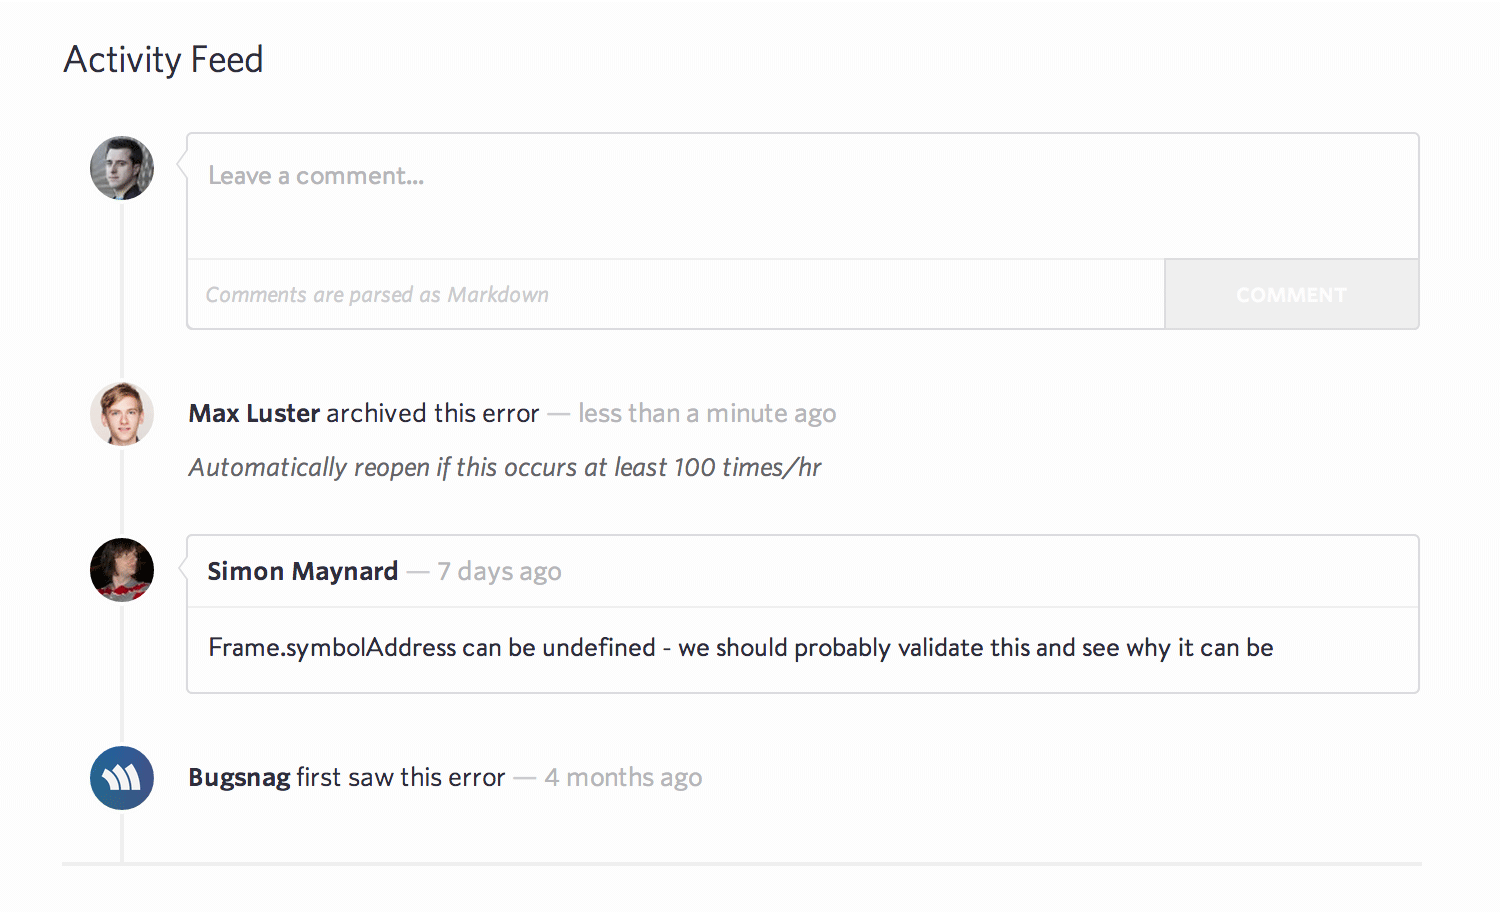 Activity Feed
Leave a comment...
Comments are parsed as Markdown
COMMENT
Max Luster archived this error — less than a minute ago
Automatically reopen if this occurs at least 100 times/hr
Simon Maynard — 7 days ago
Frame.symbolAddress can be undefined - we should probably validate this and see why it can be
Bugsnag first saw this error — 4 months ago